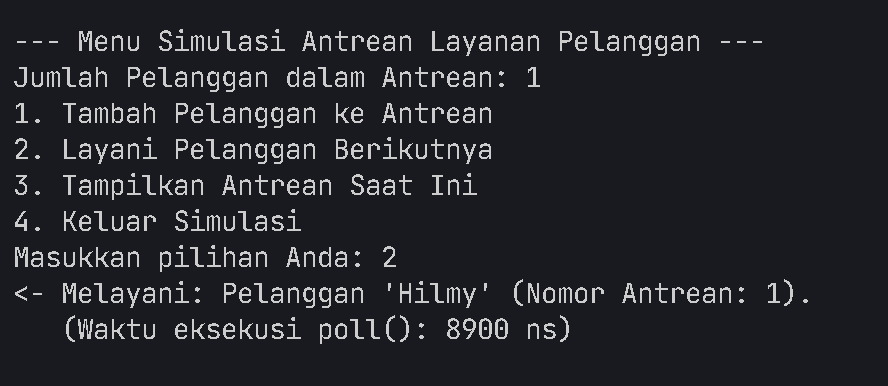 --- Menu Simulasi Antrean Layanan Pelanggan ---
Jumlah Pelanggan dalam Antrean: 1
1. Tambah Pelanggan ke Antrean
2. Layani Pelanggan Berikutnya
3. Tampilkan Antrean Saat Ini
4. Keluar Simulasi
Masukkan pilihan Anda: 2
<- Melayani: Pelanggan 'Hilmy' (Nomor Antrean: 1).
   (Waktu eksekusi poll(): 8900 ns)